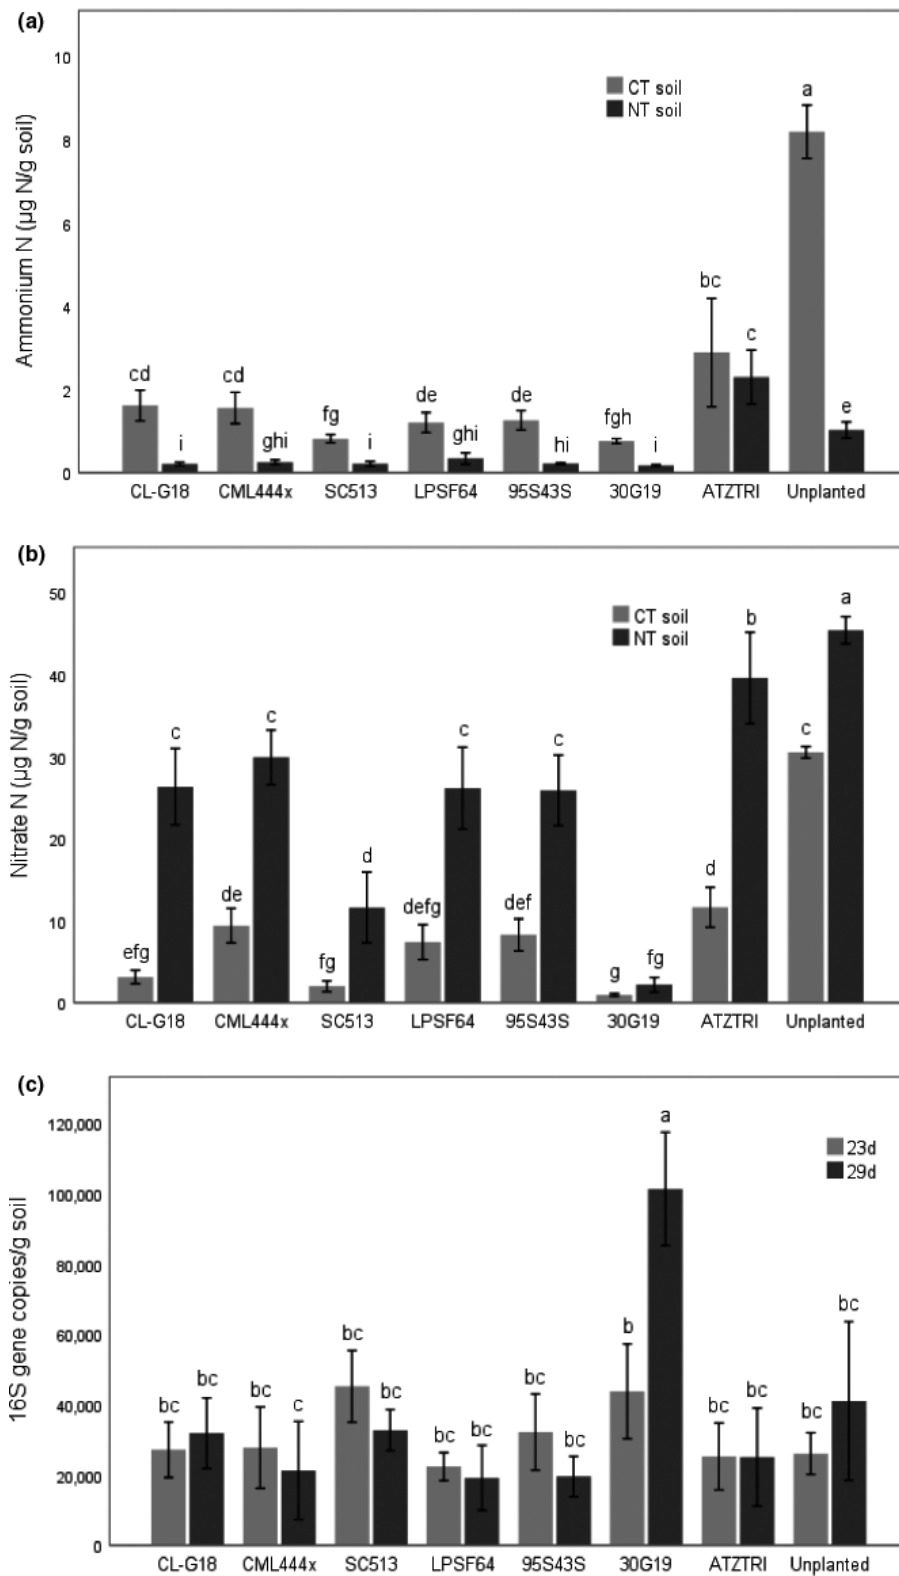 (a)
Ammonium N (µg N/g soil)
10
8
6
4
2
0
CT soil
NT soil
cd
i
cd
ghi
fg
i
de
ghi
de
hi
fgh
i
bc
c
a
e
CL-G18 CML444x SC513 LPSF64 95S43S 30G19 ATZTRI Unplanted
(b)
Nitrate N (µg N/g soil)
50
40
30
20
10
0
CT soil
NT soil
efg
c
de
c
fg
d
defg
c
def
c
g
fg
d
b
c
a
CL-G18 CML444x SC513 LPSF64 95S43S 30G19 ATZTRI Unplanted
(c)
16S gene copies/g soil
120,000
100,000
80,000
60,000
40,000
20,000
0
23d
29d
bc
bc
bc
c
bc
bc
bc
bc
bc
bc
b
a
bc
bc
bc
bc
CL-G18 CML444x SC513 LPSF64 95S43S 30G19 ATZTRI Unplanted